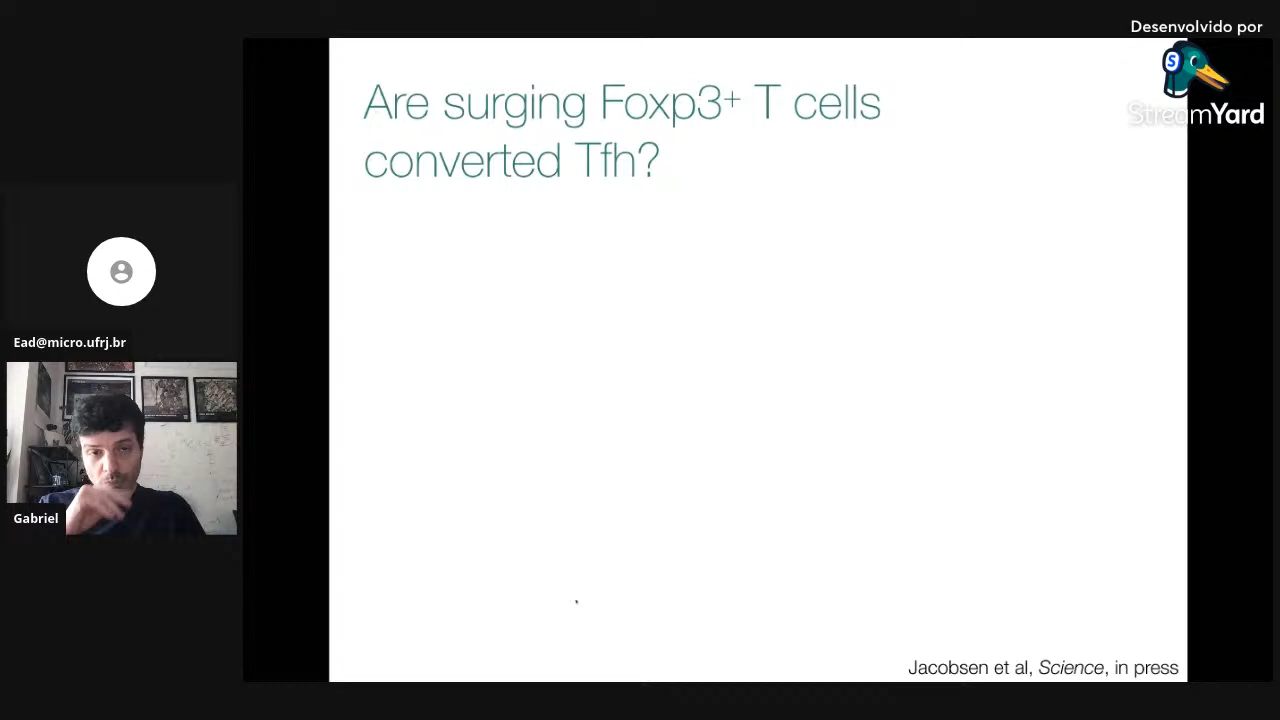 Desenvolvido por
StreamYard
Are surging Foxp3⁺ T cells
converted Tfh?
Ead@micro.ufrj.br
Gabriel
Jacobsen et al, Science, in press